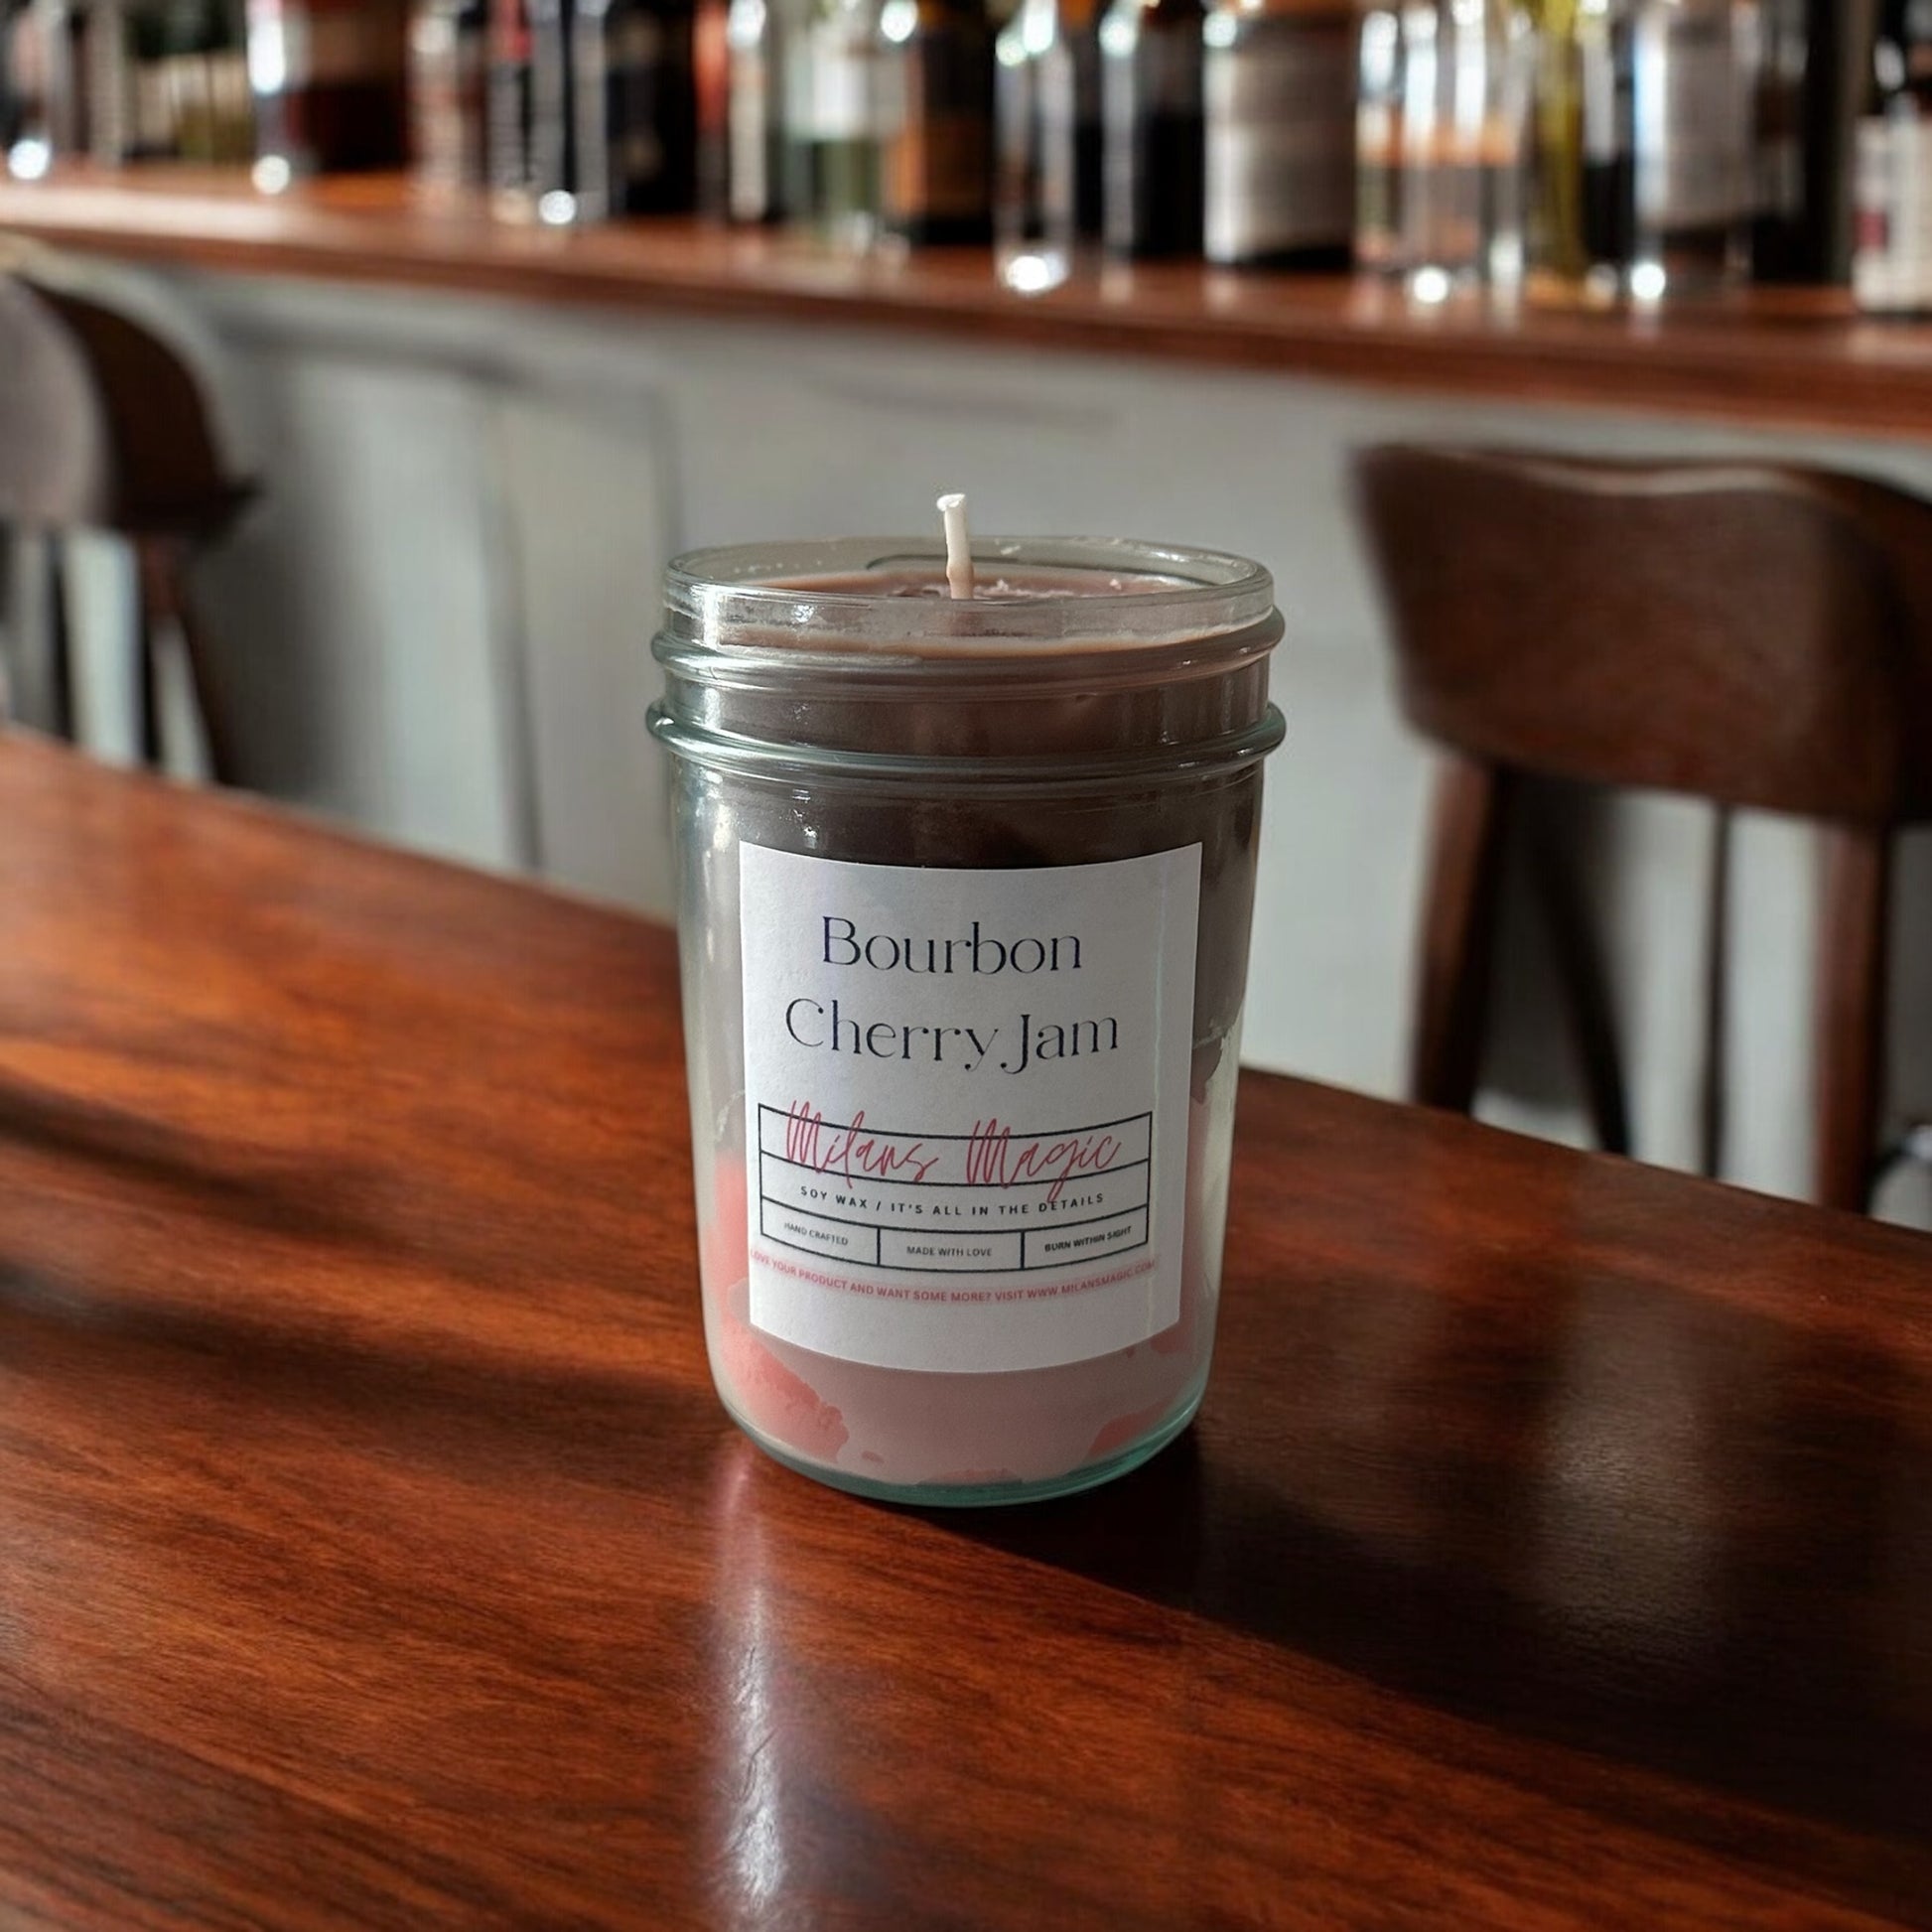 Bourbon
Cherry Jam
Milans Magic
SOY WAX / IT'S ALL IN THE DETAILS
HAND CRAFTED
MADE WITH LOVE
BURN WITHIN SIGHT
LOVE YOUR PRODUCT AND WANT SOME MORE? VISIT WWW.MILANSMAGIC.COM